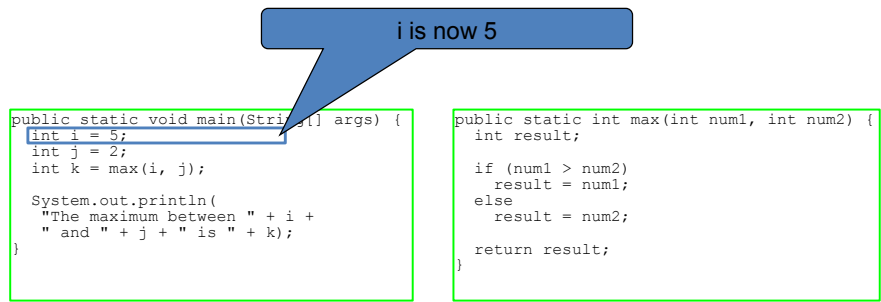 i is now 5
public static void main(String[] args) {
  int i = 5;
  int j = 2;
  int k = max(i, j);

  System.out.println(
   "The maximum between " + i +
   " and " + j + " is " + k);
}
public static int max(int num1, int num2) {
  int result;

  if (num1 > num2)
    result = num1;
  else
    result = num2;

  return result;
}